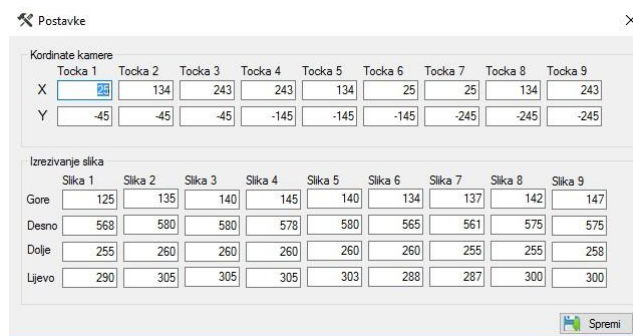 Postavke
Kordinate kamere
Tocka 1 Tocka 2 Tocka 3 Tocka 4 Tocka 5 Tocka 6 Tocka 7 Tocka 8 Tocka 9
X 25 134 243 243 134 25 25 134 243
Y -45 -45 -45 -145 -145 -145 -245 -245 -245
Izrezivanje slika
Slika 1 Slika 2 Slika 3 Slika 4 Slika 5 Slika 6 Slika 7 Slika 8 Slika 9
Gore 125 135 140 145 140 134 137 142 147
Desno 568 580 580 578 580 565 561 575 575
Dolje 255 260 260 260 260 260 255 255 258
Lijevo 290 305 305 305 303 288 287 300 300
Spremi